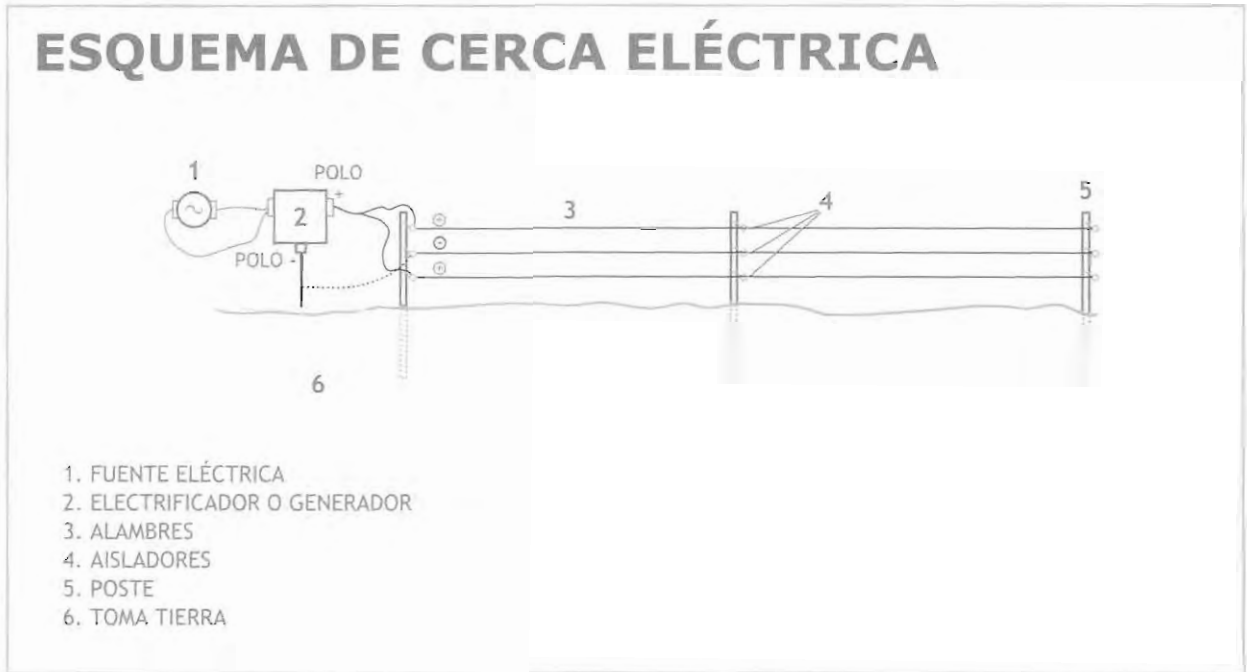 ESQUEMA DE CERCA ELÉCTRICA
1
POLO
+
2
3
4
5
POLO -
+
-
+
6
1. FUENTE ELÉCTRICA
2. ELECTRIFICADOR O GENERADOR
3. ALAMBRES
4. AISLADORES
5. POSTE
6. TOMA TIERRA